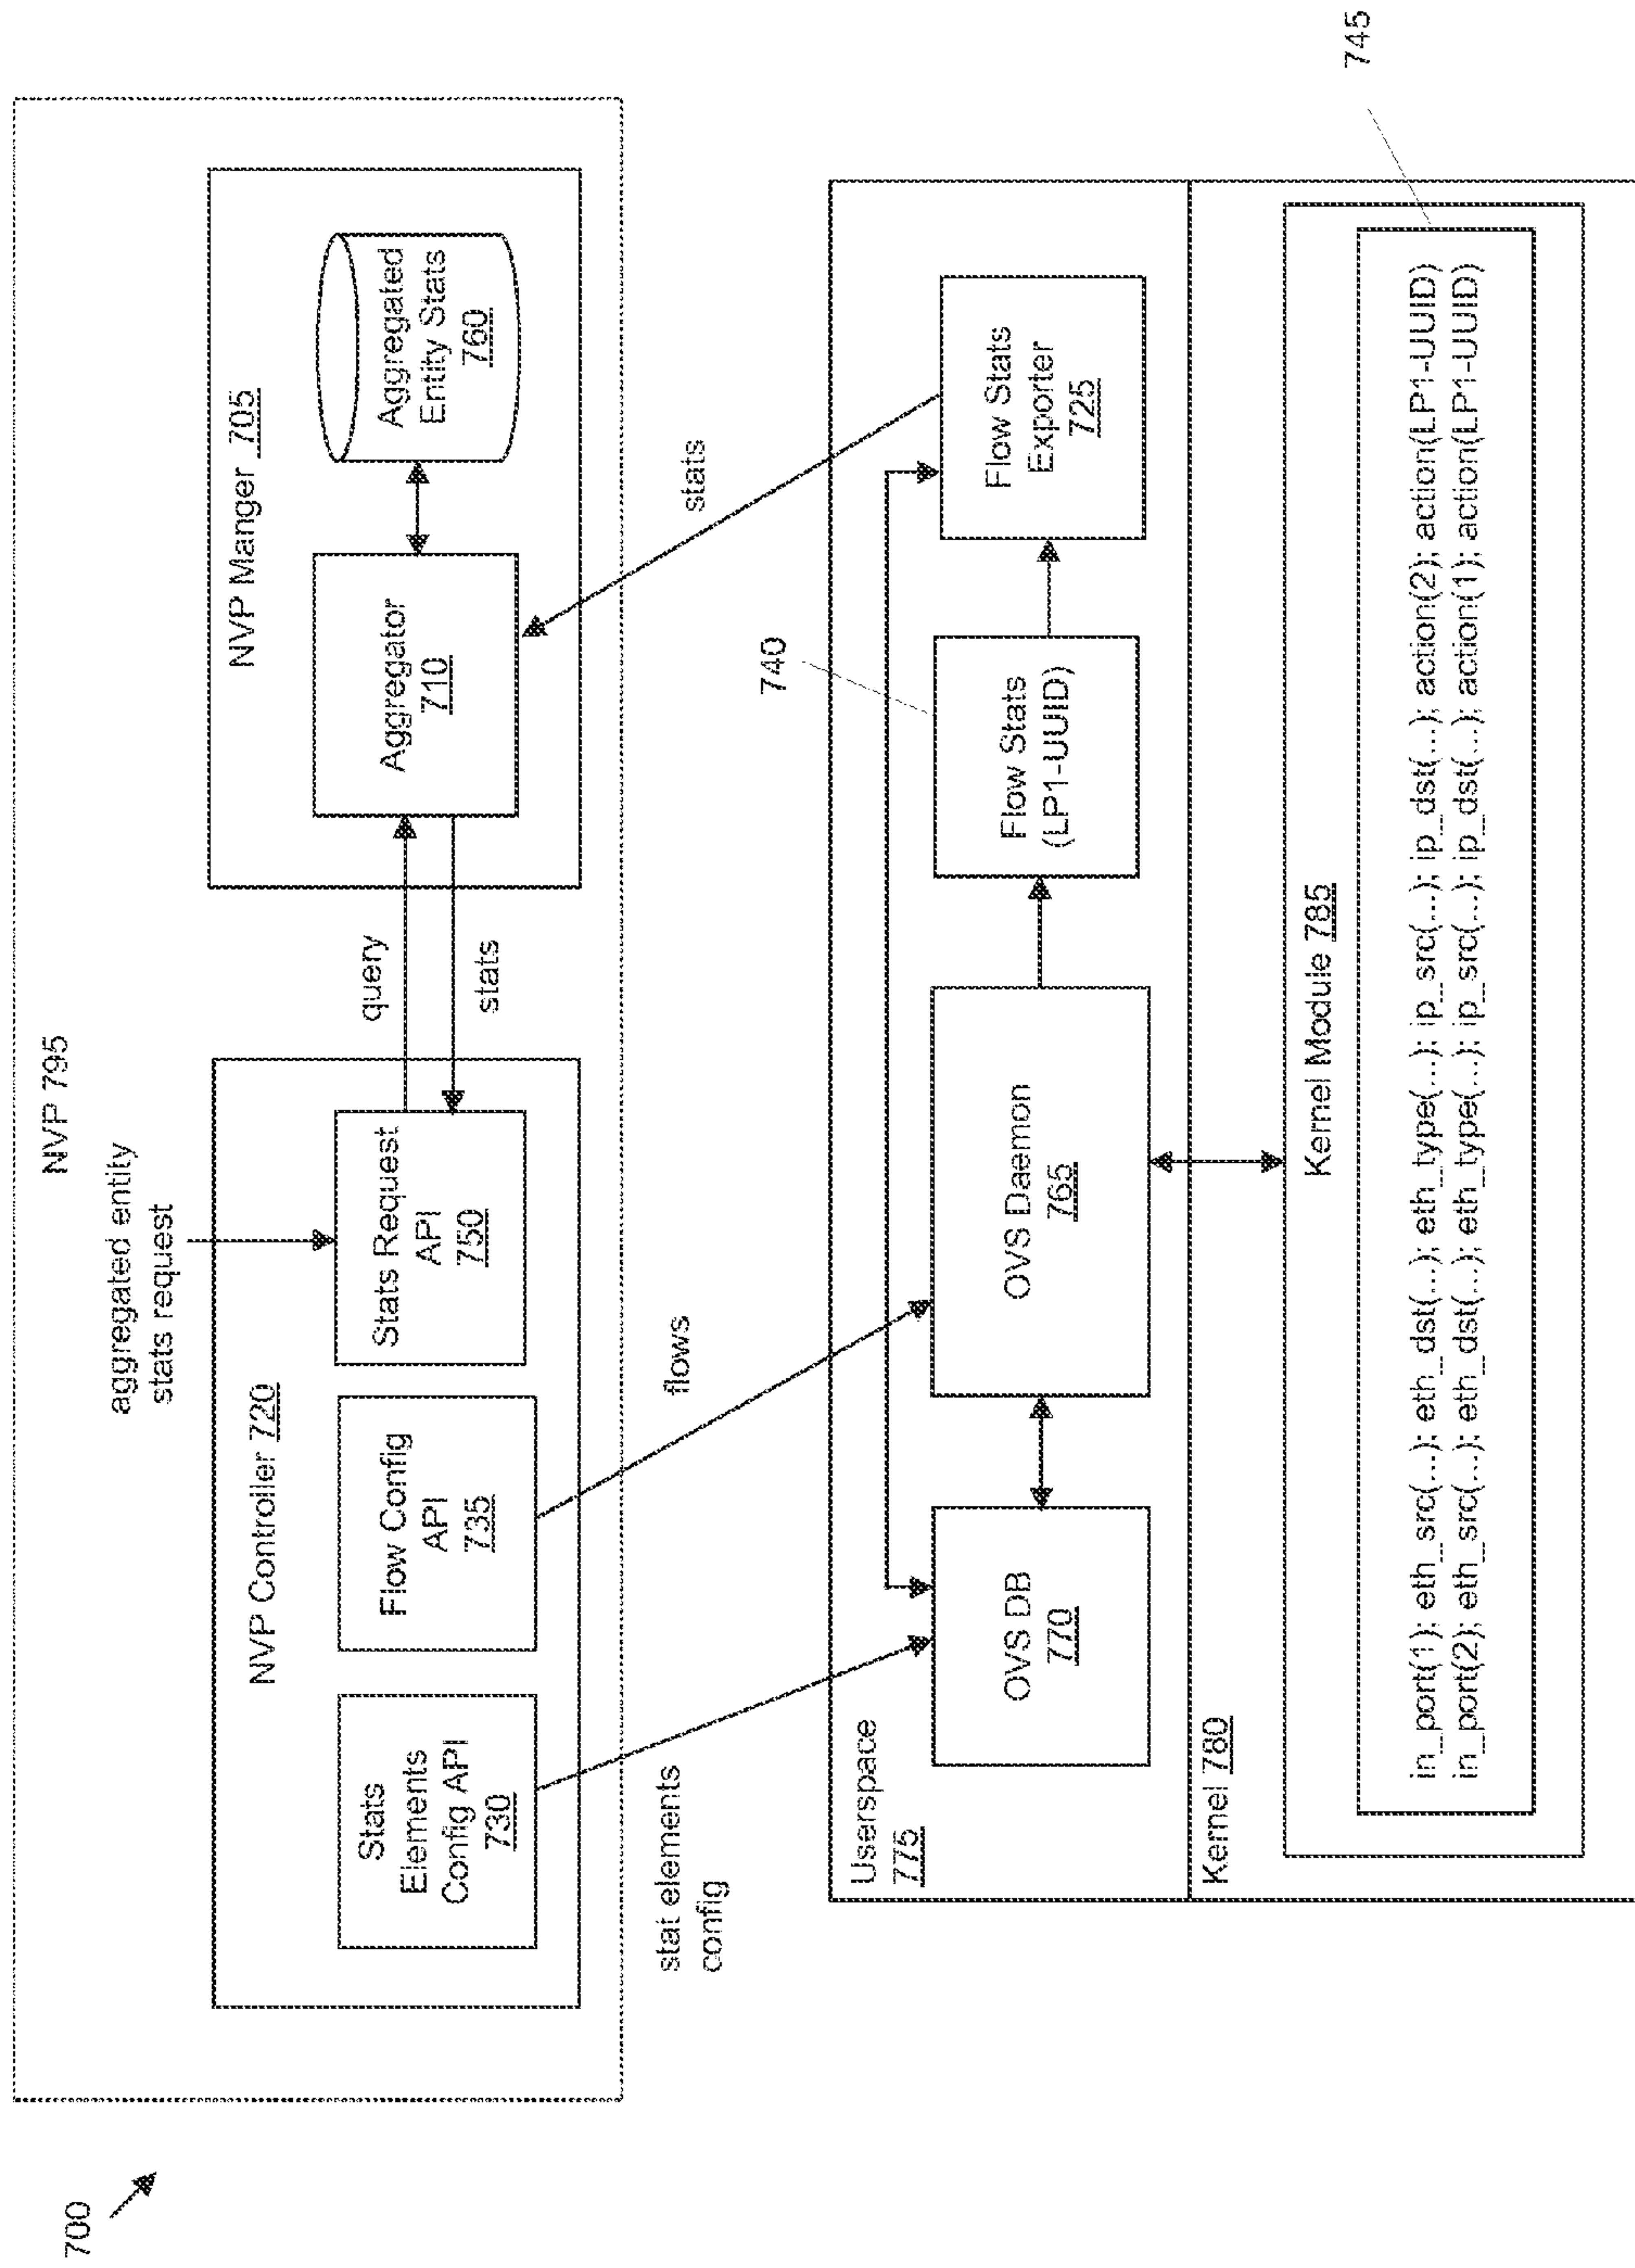 700
NVP 795
aggregated entity
stats request
NVP Controller 720
Stats
Elements
Config API
730
Flow Config
API
735
Stats Request
API
750
query
stats
NVP Manger 705
Aggregator
710
Aggregated
Entity Stats
760
stat elements
config
flows
stats
Userspace
775
OVS DB
770
OVS Daemon
765
740
Flow Stats
(LP1-UUID)
Flow Stats
Exporter
725
Kernel 780
Kernel Module 785
in_port(1); eth_src(...); eth_dst(...); eth_type(...); ip_src(...); ip_dst(...); action(2); action(LP1-UUID)
in_port(2); eth_src(...); eth_dst(...); eth_type(...); ip_src(...); ip_dst(...); action(1); action(LP1-UUID)
745